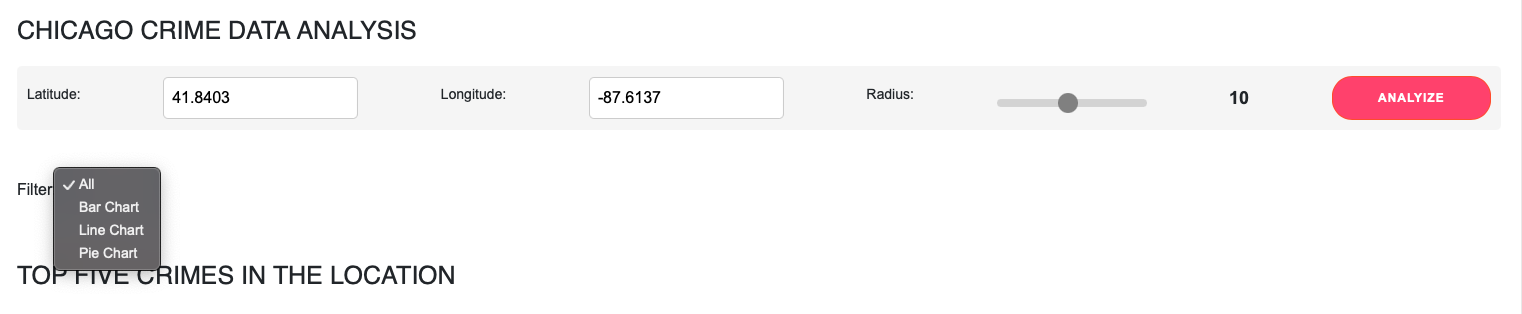 CHICAGO CRIME DATA ANALYSIS
Latitude: 41.8403 Longitude: -87.6137 Radius: 10 ANALYIZE
Filter
All
Bar Chart
Line Chart
Pie Chart
TOP FIVE CRIMES IN THE LOCATION